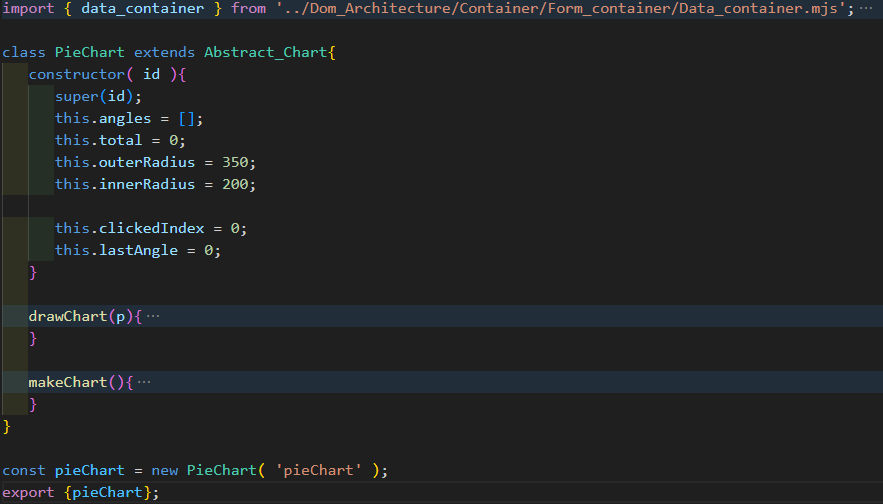 import { data_container } from '../Dom_Architecture/Container/Form_container/Data_container.mjs';···
class PieChart extends Abstract_Chart{
constructor( id ){
super(id);
this.angles = [];
this.total = 0;
this.outerRadius = 350;
this.innerRadius = 200;
this.clickedIndex = 0;
this.lastAngle = 0;
}
drawChart(p){···
}
makeChart(){···
}
}
const pieChart = new PieChart( 'pieChart' );
export {pieChart};